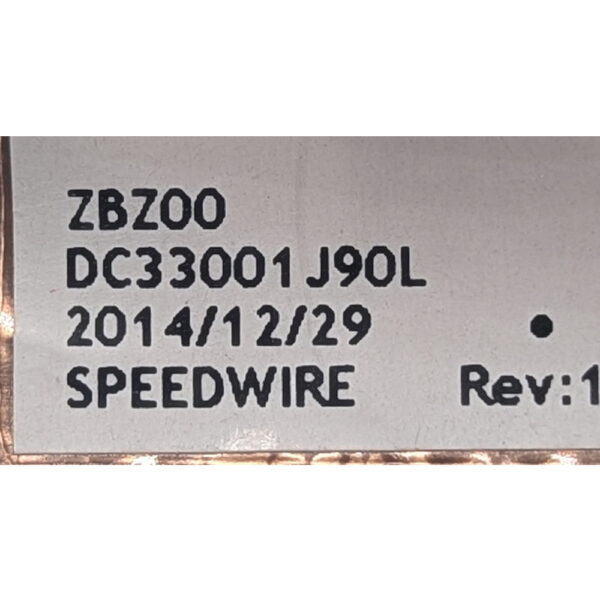 ZBZ00
DC33001J90L
2014/12/29
SPEEDWIRE Rev:1